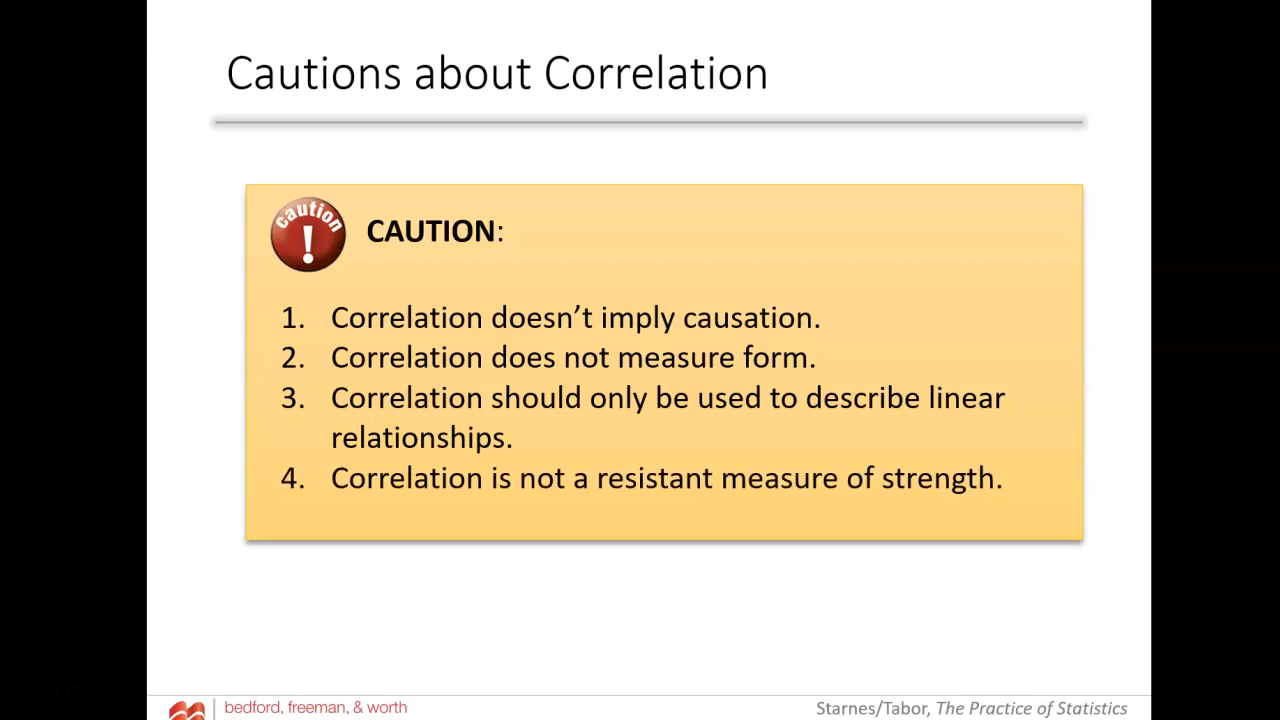 Cautions about Correlation
caution
!
CAUTION:
1. Correlation doesn’t imply causation.
2. Correlation does not measure form.
3. Correlation should only be used to describe linear
relationships.
4. Correlation is not a resistant measure of strength.
bedford, freeman, & worth
Starnes/Tabor, The Practice of Statistics